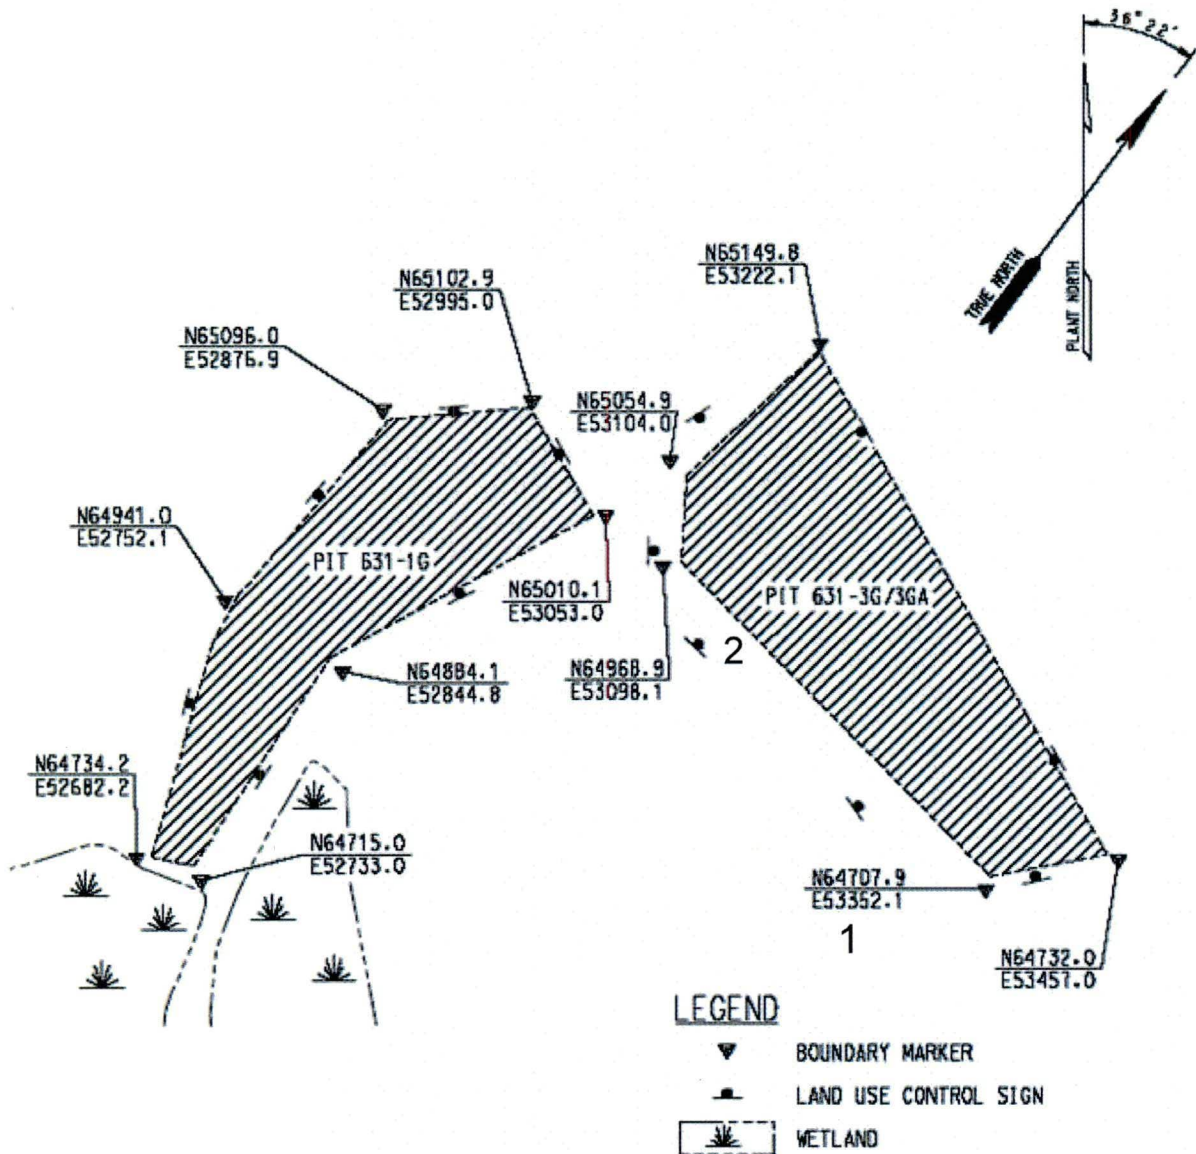 36° 22'
TRUE NORTH
PLANT NORTH
N65149.8
E53222.1
N65102.9
E52995.0
N65096.0
E52876.9
N65054.9
E53104.0
N64941.0
E52752.1
PIT 631-1G
N65010.1
E53053.0
PIT 631-3G/3GA
2
N64884.1
E52844.8
N64968.9
E53098.1
N64734.2
E52682.2
N64715.0
E52733.0
N64707.9
E53352.1
1
N64732.0
E53457.0
LEGEND
BOUNDARY MARKER
LAND USE CONTROL SIGN
WETLAND